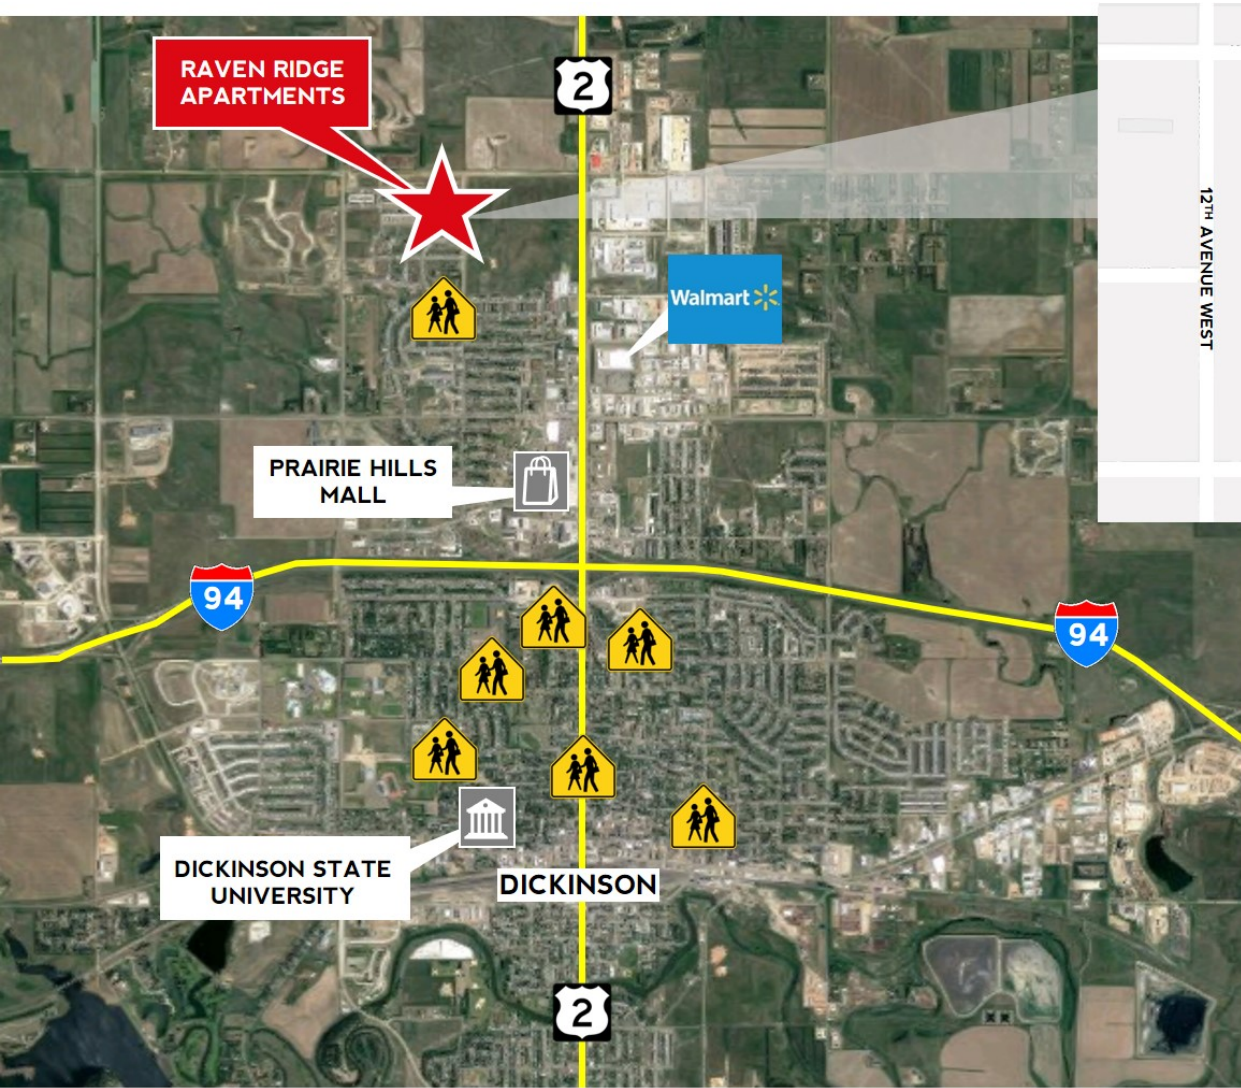 RAVEN RIDGE
APARTMENTS
2
12TH AVENUE WEST
Walmart
PRAIRIE HILLS
MALL
94
94
DICKINSON STATE
UNIVERSITY
DICKINSON
2